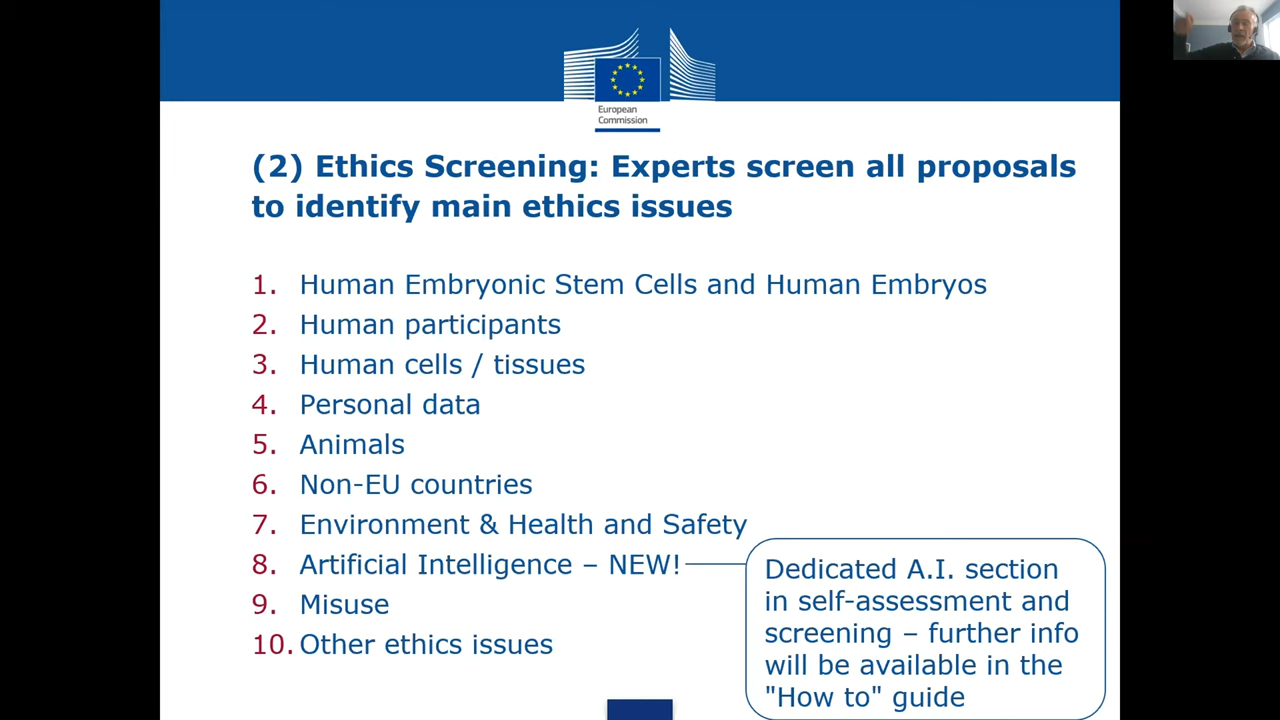 European
Commission
(2) Ethics Screening: Experts screen all proposals
to identify main ethics issues
1. Human Embryonic Stem Cells and Human Embryos
2. Human participants
3. Human cells / tissues
4. Personal data
5. Animals
6. Non-EU countries
7. Environment & Health and Safety
8. Artificial Intelligence – NEW!
9. Misuse
10. Other ethics issues
Dedicated A.I. section
in self-assessment and
screening – further info
will be available in the
"How to" guide